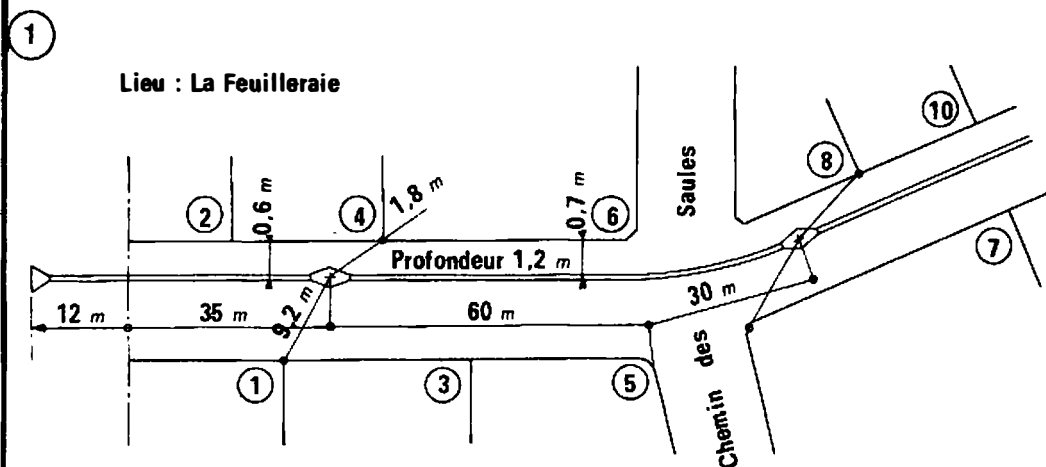 1
Lieu : La Feuilleraie
10
8
Saules
2
0,6 m
4
1,8 m
0,7 m
6
Profondeur 1,2 m
7
12 m
35 m
9,2 m
60 m
30 m
1
3
5
Chemin des